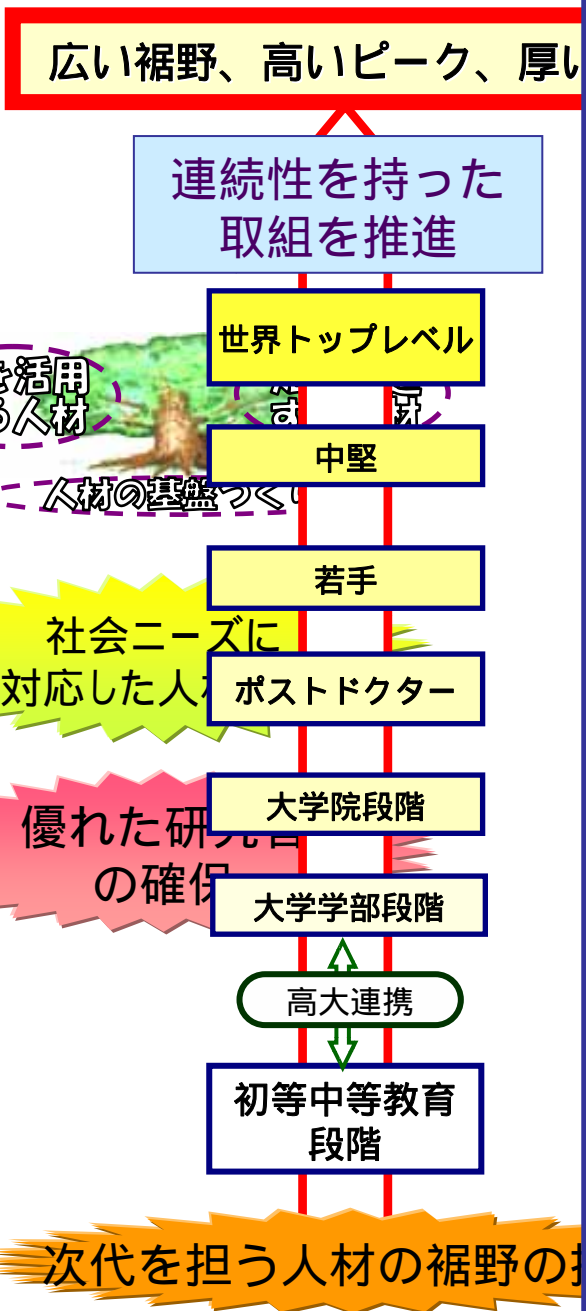 広い裾野、高いピーク、厚い
連続性を持った
取組を推進
世界トップレベル
を活用
る人材
中堅
人材の基盤づくり
若手
社会ニーズに
対応した人材
ポストドクター
大学院段階
優れた研究者
の確保
大学学部段階
高大連携
初等中等教育
段階
次代を担う人材の裾野の